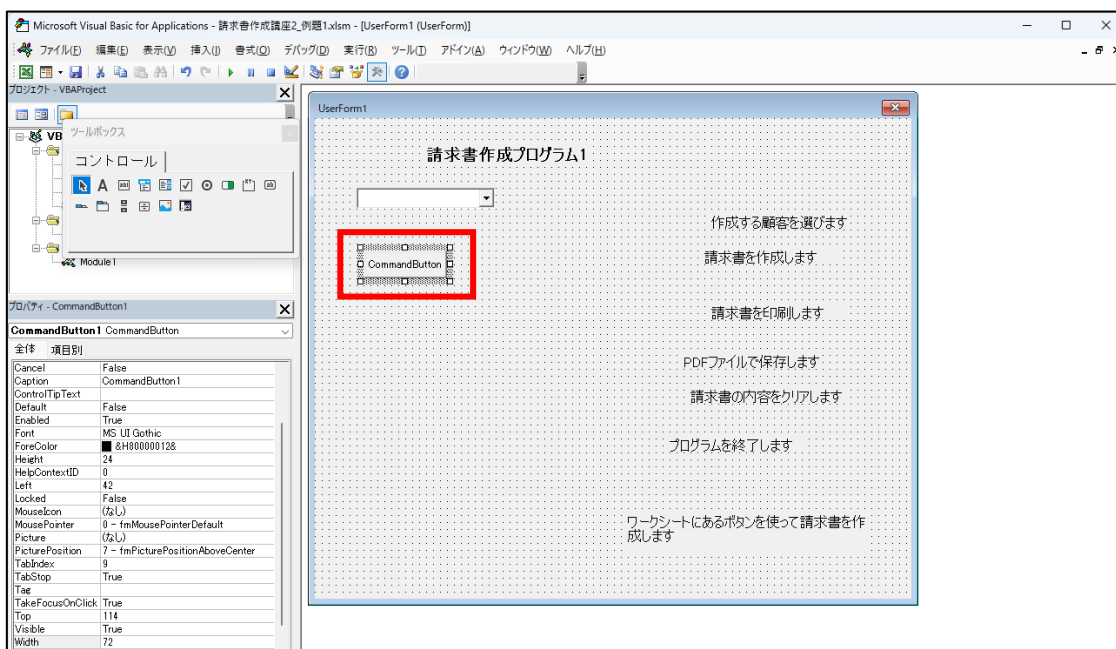 Microsoft Visual Basic for Applications - 請求書作成講座2_例題1.xlsm - [UserForm1 (UserForm)]
ファイル(F) 編集(E) 表示(V) 挿入(I) 書式(O) デバッグ(D) 実行(R) ツール(T) アドイン(A) ウィンドウ(W) ヘルプ(H)
プロジェクト - VBAProject
VB
ツールボックス
コントロール
Module1
プロパティ - CommandButton1
CommandButton1 CommandButton
全体 項目別
Cancel False
Caption CommandButton1
ControlTipText
Default False
Enabled True
Font MS UI Gothic
ForeColor &H80000012&
Height 24
HelpContextID 0
Left 42
Locked False
MouseIcon (なし)
MousePointer 0 - fmMousePointerDefault
Picture (なし)
PicturePosition 7 - fmPicturePositionAboveCenter
TabIndex 9
TabStop True
Tag
TakeFocusOnClick True
Top 114
Visible True
Width 72
UserForm1
請求書作成プログラム1
作成する顧客を選びます
CommandButton
請求書を作成します
請求書を印刷します
PDFファイルで保存します
請求書の内容をクリアします
プログラムを終了します
ワークシートにあるボタンを使って請求書を作
成します